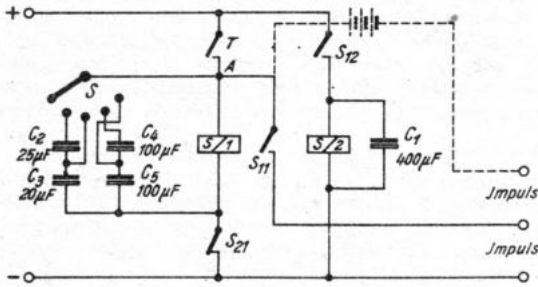 +
T
S12
A
S
C2
25µF
C3
20µF
C4
100µF
C5
100µF
S/1
S11
S/2
C1
400µF
S21
Jmpuls
Jmpuls
-